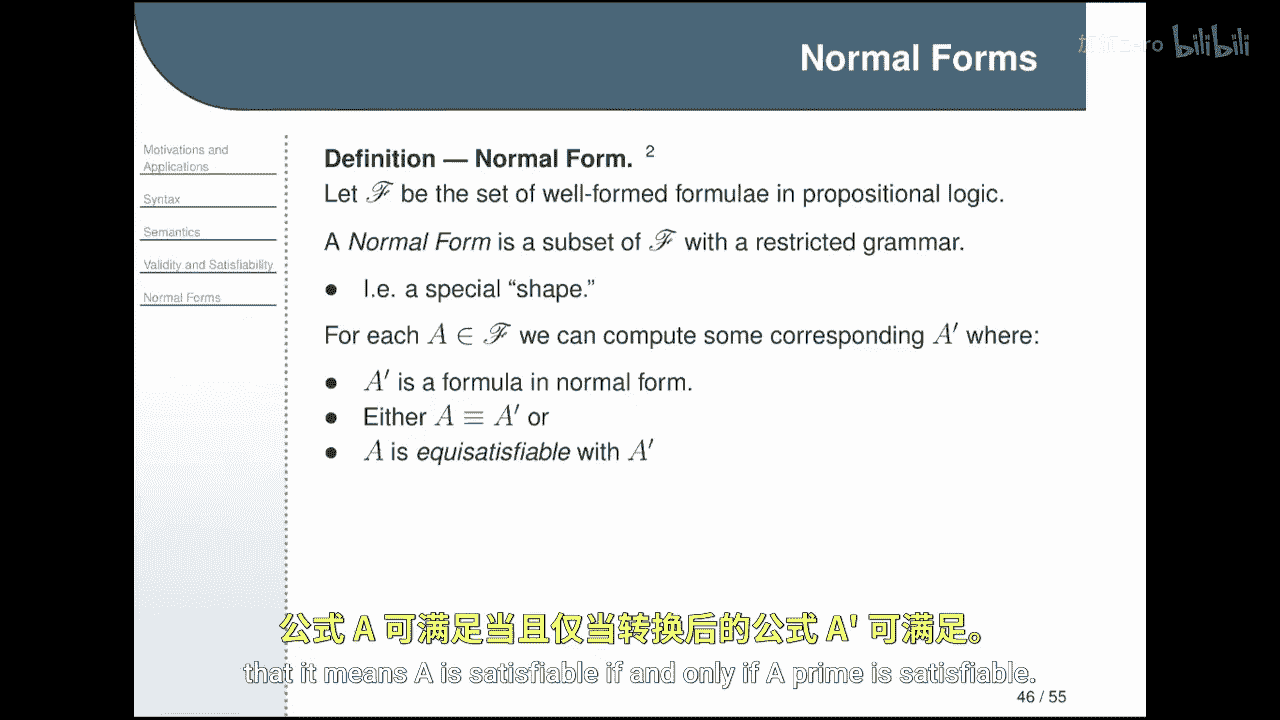 Normal Forms
bilibili
Motivations and
Applications
Syntax
Semantics
Validity and Satisfiability
Normal Forms
Definition — Normal Form. 2
Let ℱ be the set of well-formed formulae in propositional logic.
A Normal Form is a subset of ℱ with a restricted grammar.
● I.e. a special “shape.”
For each A ∈ ℱ we can compute some corresponding A′ where:
● A′ is a formula in normal form.
● Either A ≡ A′ or
● A is equisatisfiable with A′
公式 A 可满足当且仅当转换后的公式 A' 可满足。
that it means A is satisfiable if and only if A prime is satisfiable.
46 / 55